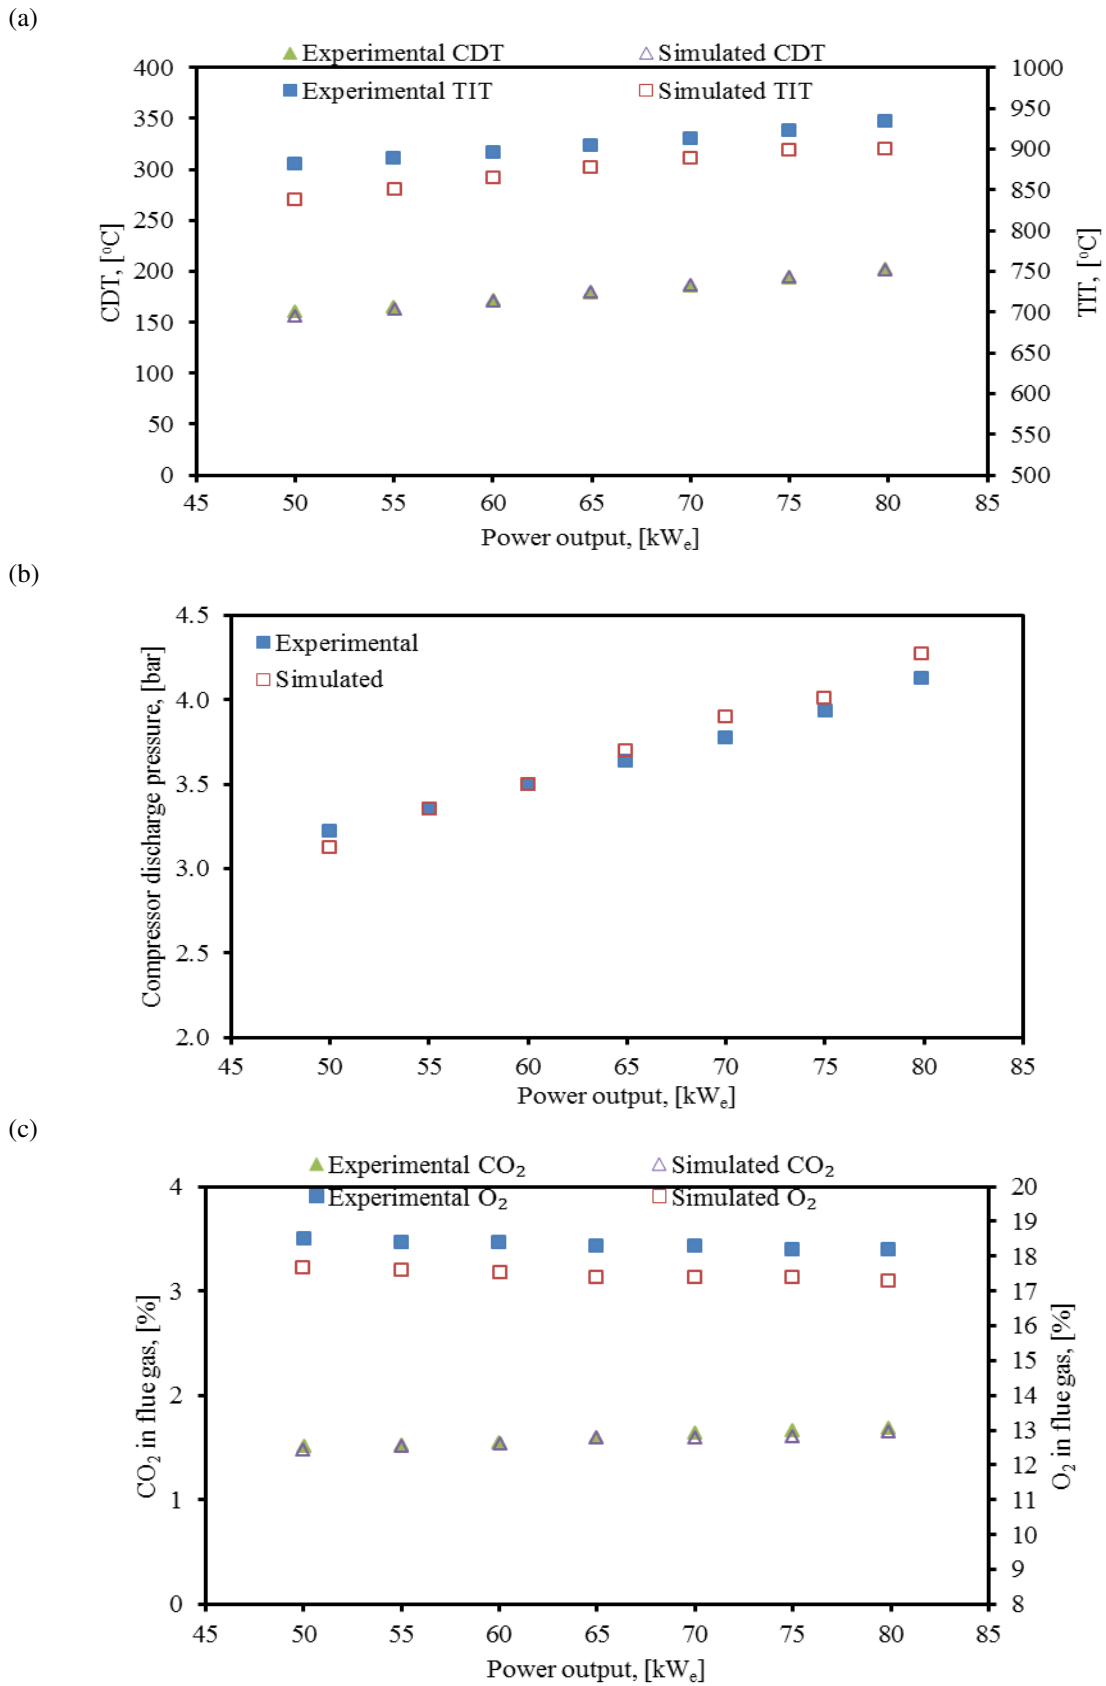 (a)
Experimental CDT
Simulated CDT
Experimental TIT
Simulated TIT
400
350
300
250
200
150
100
50
0
CDT, [⁰C]
1000
950
900
850
800
750
700
650
600
550
500
TIT, [⁰C]
45 50 55 60 65 70 75 80 85
Power output, [kWₑ]
(b)
Experimental
Simulated
4.5
4.0
3.5
3.0
2.5
2.0
Compressor discharge pressure, [bar]
45 50 55 60 65 70 75 80 85
Power output, [kWₑ]
(c)
Experimental CO₂
Simulated CO₂
Experimental O₂
Simulated O₂
4
3
2
1
0
CO₂ in flue gas, [%]
20
19
18
17
16
15
14
13
12
11
10
9
8
O₂ in flue gas, [%]
45 50 55 60 65 70 75 80 85
Power output, [kWₑ]